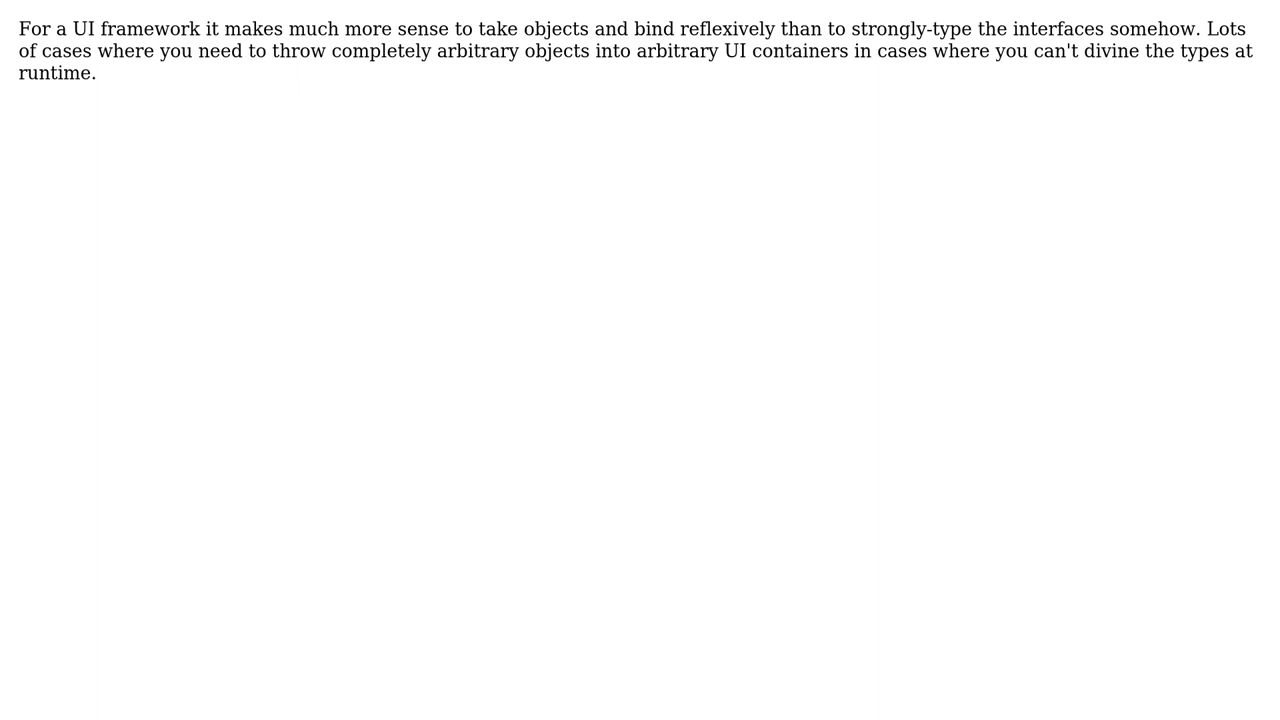 For a UI framework it makes much more sense to take objects and bind reflexively than to strongly-type the interfaces somehow. Lots
of cases where you need to throw completely arbitrary objects into arbitrary UI containers in cases where you can't divine the types at
runtime.